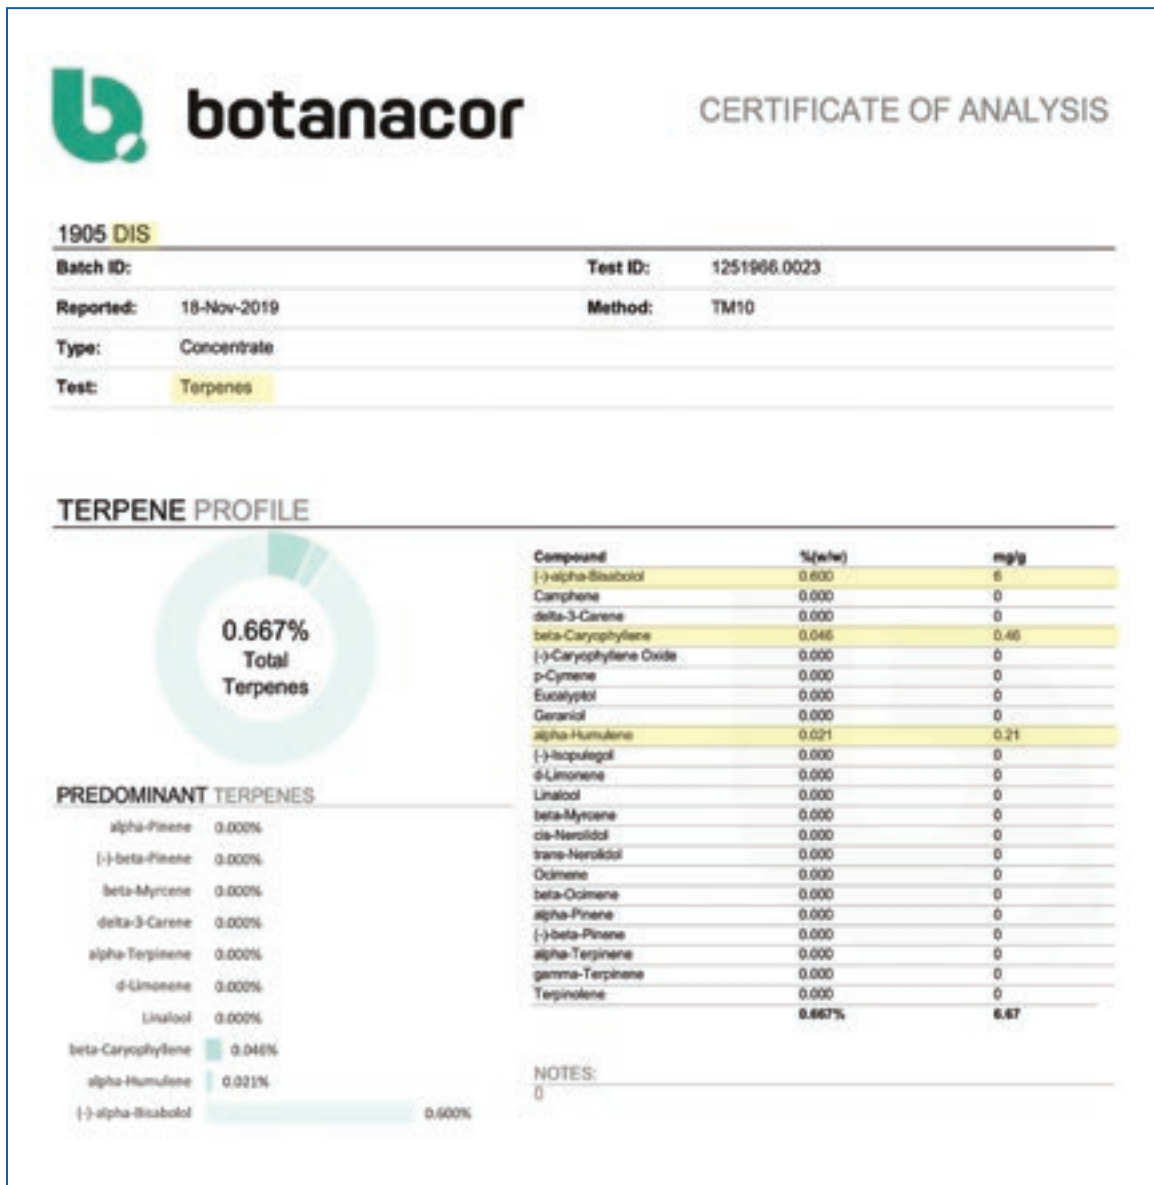 botanacor
CERTIFICATE OF ANALYSIS
1905 DIS
Batch ID: Test ID: 1251966.0023
Reported: 18-Nov-2019 Method: TM10
Type: Concentrate
Test: Terpenes
TERPENE PROFILE
0.667%
Total
Terpenes
Compound %(w/w) mg/g
(-)-alpha-Bisabolol 0.600 6
Camphene 0.000 0
delta-3-Carene 0.000 0
beta-Caryophyllene 0.046 0.46
(-)-Caryophyllene Oxide 0.000 0
p-Cymene 0.000 0
Eucalyptol 0.000 0
Geraniol 0.000 0
alpha-Humulene 0.021 0.21
(-)-Isopulegol 0.000 0
d-Limonene 0.000 0
Linalool 0.000 0
beta-Myrcene 0.000 0
cis-Nerolidol 0.000 0
trans-Nerolidol 0.000 0
Ocimene 0.000 0
beta-Ocimene 0.000 0
alpha-Pinene 0.000 0
(-)-beta-Pinene 0.000 0
alpha-Terpinene 0.000 0
gamma-Terpinene 0.000 0
Terpinolene 0.000 0
0.667% 6.67
PREDOMINANT TERPENES
alpha-Pinene 0.000%
(-)-beta-Pinene 0.000%
beta-Myrcene 0.000%
delta-3-Carene 0.000%
alpha-Terpinene 0.000%
d-Limonene 0.000%
Linalool 0.000%
beta-Caryophyllene 0.046%
alpha-Humulene 0.021%
(-)-alpha-Bisabolol 0.600%
NOTES:
0